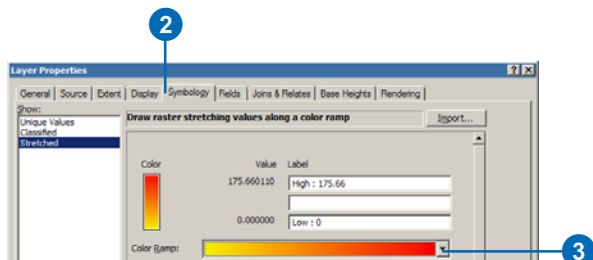 2
Layer Properties
General Source Extent Display Symbology Fields Joins & Relates Base Heights Rendering
Show:
Unique Values
Classified
Stretched
Draw raster stretching values along a color ramp
Import...
Color Value Label
175.660110 High : 175.66
0.000000 Low : 0
Color Ramp:
3